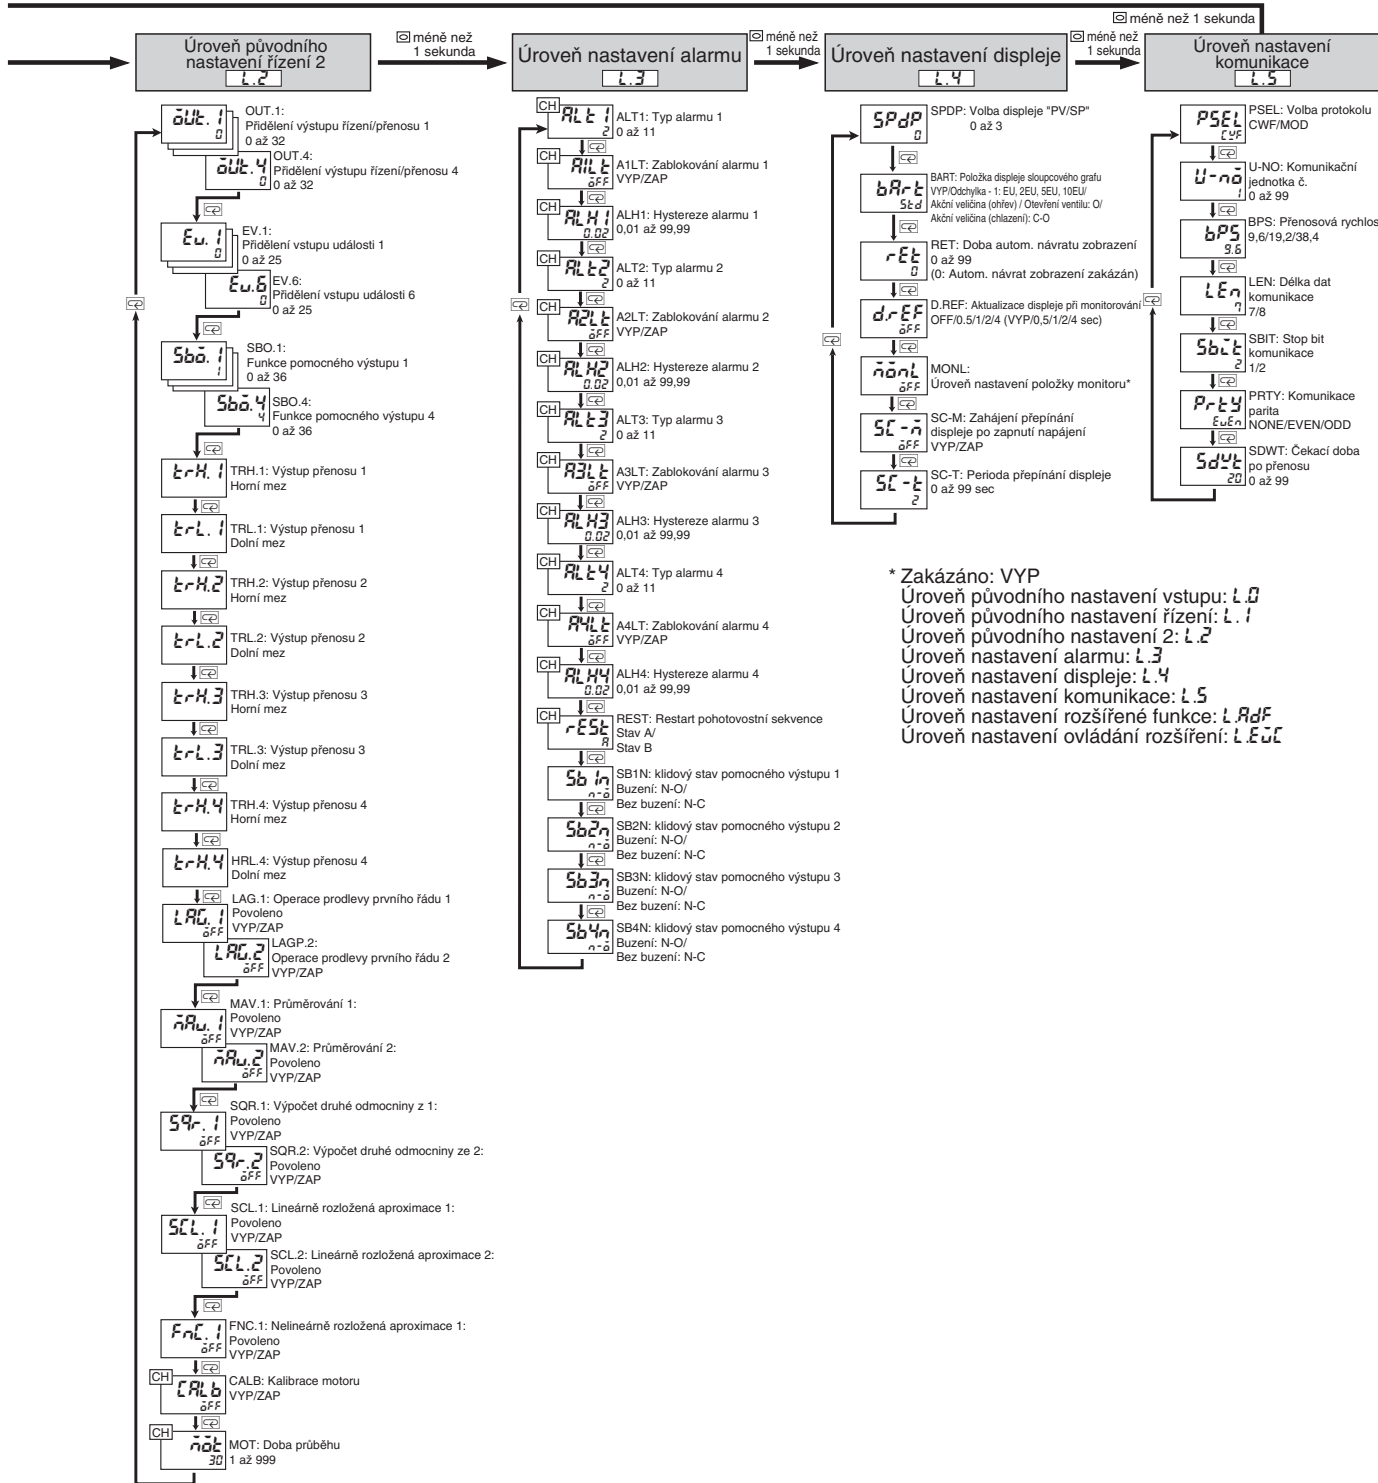 méně než 1 sekunda
Úroveň původního
nastavení řízení 2
L.2
méně než
1 sekunda
Úroveň nastavení alarmu
L.3
méně než
1 sekunda
Úroveň nastavení displeje
L.4
méně než
1 sekunda
Úroveň nastavení
komunikace
L.5
OUT.1:
Přidělení výstupu řízení/přenosu 1
0 až 32
OUT.4:
Přidělení výstupu řízení/přenosu 4
0 až 32
EV.1:
Přidělení vstupu události 1
0 až 25
EV.6:
Přidělení vstupu události 6
0 až 25
SBO.1:
Funkce pomocného výstupu 1
0 až 36
SBO.4:
Funkce pomocného výstupu 4
0 až 36
TRH.1: Výstup přenosu 1
Horní mez
TRL.1: Výstup přenosu 1
Dolní mez
TRH.2: Výstup přenosu 2
Horní mez
TRL.2: Výstup přenosu 2
Dolní mez
TRH.3: Výstup přenosu 3
Horní mez
TRL.3: Výstup přenosu 3
Dolní mez
TRH.4: Výstup přenosu 4
Horní mez
HRL.4: Výstup přenosu 4
Dolní mez
LAG.1: Operace prodlevy prvního řádu 1
Povoleno
VYP/ZAP
LAGP.2:
Operace prodlevy prvního řádu 2
VYP/ZAP
MAV.1: Průměrování 1:
Povoleno
VYP/ZAP
MAV.2: Průměrování 2:
Povoleno
VYP/ZAP
SQR.1: Výpočet druhé odmocniny z 1:
Povoleno
VYP/ZAP
SQR.2: Výpočet druhé odmocniny ze 2:
Povoleno
VYP/ZAP
SCL.1: Lineárně rozložená aproximace 1:
Povoleno
VYP/ZAP
SCL.2: Lineárně rozložená aproximace 2:
Povoleno
VYP/ZAP
FNC.1: Nelineárně rozložená aproximace 1:
Povoleno
VYP/ZAP
CH
CALB: Kalibrace motoru
VYP/ZAP
CH
MOT: Doba průběhu
1 až 999
CH
ALT1: Typ alarmu 1
0 až 11
CH
A1LT: Zablokování alarmu 1
VYP/ZAP
CH
ALH1: Hystereze alarmu 1
0,01 až 99,99
CH
ALT2: Typ alarmu 2
0 až 11
CH
A2LT: Zablokování alarmu 2
VYP/ZAP
CH
ALH2: Hystereze alarmu 2
0,01 až 99,99
CH
ALT3: Typ alarmu 3
0 až 11
CH
A3LT: Zablokování alarmu 3
VYP/ZAP
CH
ALH3: Hystereze alarmu 3
0,01 až 99,99
CH
ALT4: Typ alarmu 4
0 až 11
CH
A4LT: Zablokování alarmu 4
VYP/ZAP
CH
ALH4: Hystereze alarmu 4
0,01 až 99,99
CH
REST: Restart pohotovostní sekvence
Stav A/
Stav B
SB1N: klidový stav pomocného výstupu 1
Buzení: N-O/
Bez buzení: N-C
SB2N: klidový stav pomocného výstupu 2
Buzení: N-O/
Bez buzení: N-C
SB3N: klidový stav pomocného výstupu 3
Buzení: N-O/
Bez buzení: N-C
SB4N: klidový stav pomocného výstupu 4
Buzení: N-O/
Bez buzení: N-C
SPDP: Volba displeje "PV/SP"
0 až 3
BART: Položka displeje sloupcového grafu
VYP/Odchylka - 1: EU, 2EU, 5EU, 10EU/
Akční veličina (ohřev) / Otevření ventilu: O/
Akční veličina (chlazení): C-O
RET: Doba autom. návratu zobrazení
0 až 99
(0: Autom. návrat zobrazení zakázán)
D.REF: Aktualizace displeje při monitorování
OFF/0.5/1/2/4 (VYP/0,5/1/2/4 sec)
MONL:
Úroveň nastavení položky monitoru*
SC-M: Zahájení přepínání
displeje po zapnutí napájení
VYP/ZAP
SC-T: Perioda přepínání displeje
0 až 99 sec
PSEL: Volba protokolu
CWF/MOD
U-NO: Komunikační
jednotka č.
0 až 99
BPS: Přenosová rychlos
9,6/19,2/38,4
LEN: Délka dat
komunikace
7/8
SBIT: Stop bit
komunikace
1/2
PRTY: Komunikace
parita
NONE/EVEN/ODD
SDWT: Čekací doba
po přenosu
0 až 99
* Zakázáno: VYP
Úroveň původního nastavení vstupu: L.0
Úroveň původního nastavení řízení: L.1
Úroveň původního nastavení 2: L.2
Úroveň nastavení alarmu: L.3
Úroveň nastavení displeje: L.4
Úroveň nastavení komunikace: L.5
Úroveň nastavení rozšířené funkce: L.AdF
Úroveň nastavení ovládání rozšíření: